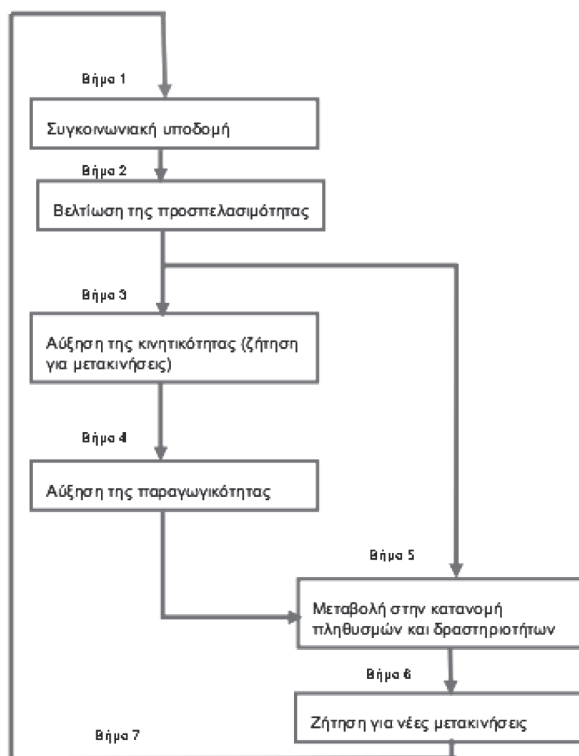 Βήμα 1
Συγκοινωνιακή υποδομή
Βήμα 2
Βελτίωση της προσπελασιμότητας
Βήμα 3
Αύξηση της κινητικότητας (ζήτηση
για μετακινήσεις)
Βήμα 4
Αύξηση της παραγωγικότητας
Βήμα 5
Μεταβολή στην κατανομή
πληθυσμών και δραστηριοτήτων
Βήμα 6
Ζήτηση για νέες μετακινήσεις
Βήμα 7